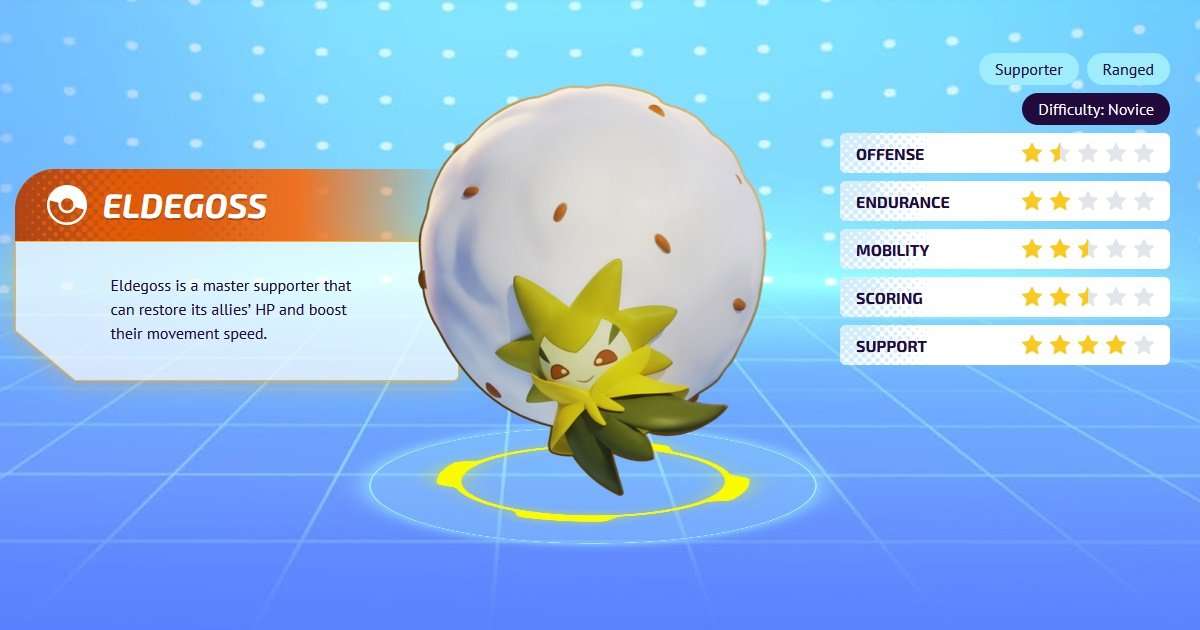 ELDEGOSS
Eldegoss is a master supporter that
can restore its allies’ HP and boost
their movement speed.
Supporter
Ranged
Difficulty: Novice
OFFENSE
ENDURANCE
MOBILITY
SCORING
SUPPORT